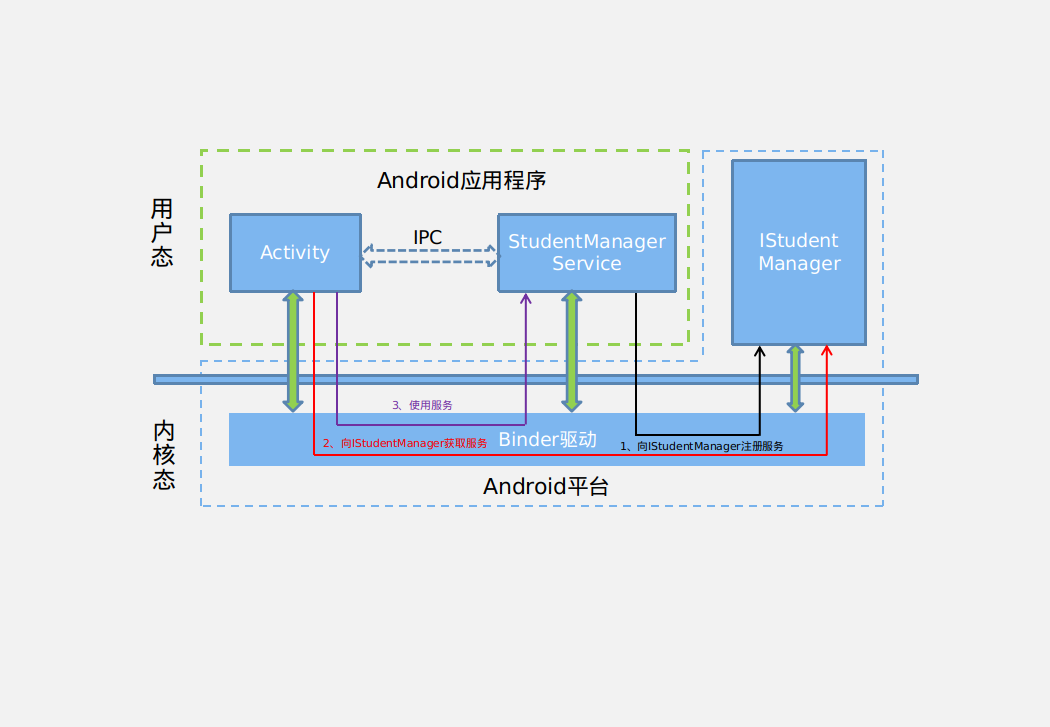 Android应用程序
用户态
Activity
IPC
StudentManager
Service
IStudent
Manager
3、使用服务
内核态
2、向IStudentManager获取服务
Binder驱动
1、向IStudentManager注册服务
Android平台